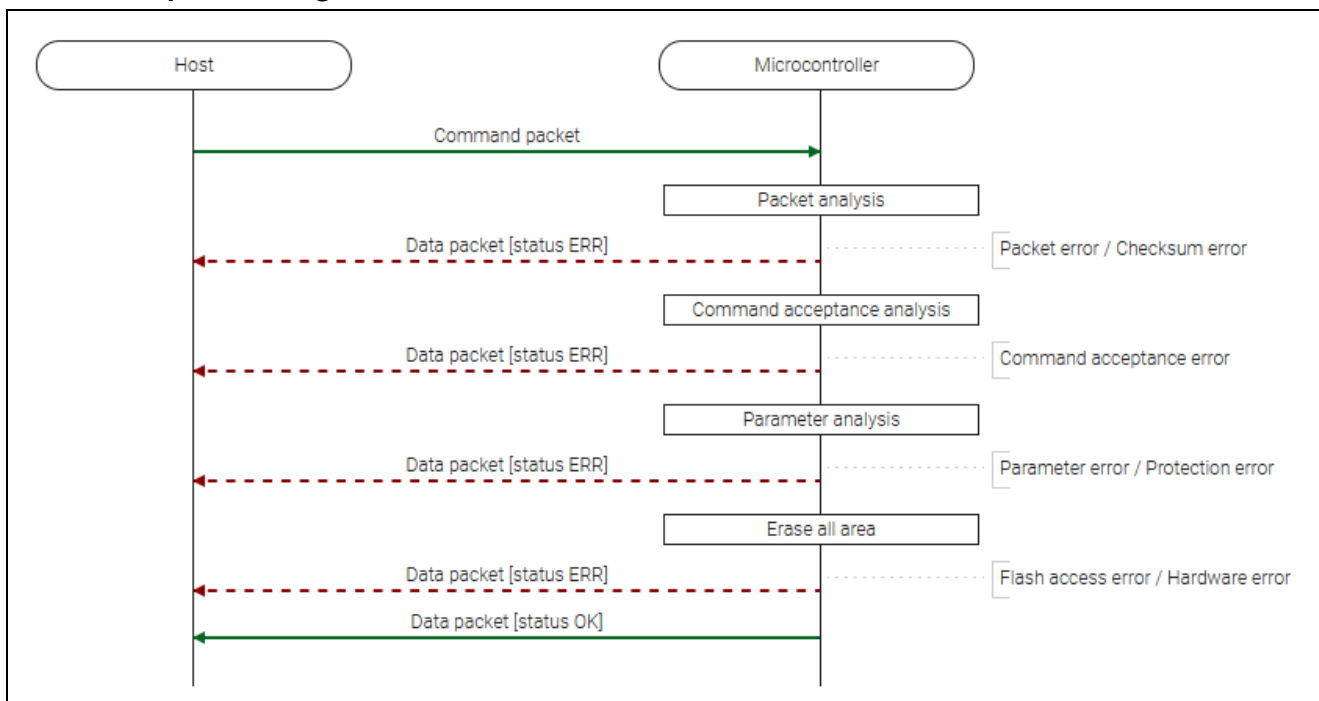 Host
Microcontroller
Command packet
Packet analysis
Data packet [status ERR]
Packet error / Checksum error
Command acceptance analysis
Data packet [status ERR]
Command acceptance error
Parameter analysis
Data packet [status ERR]
Parameter error / Protection error
Erase all area
Data packet [status ERR]
Flash access error / Hardware error
Data packet [status OK]